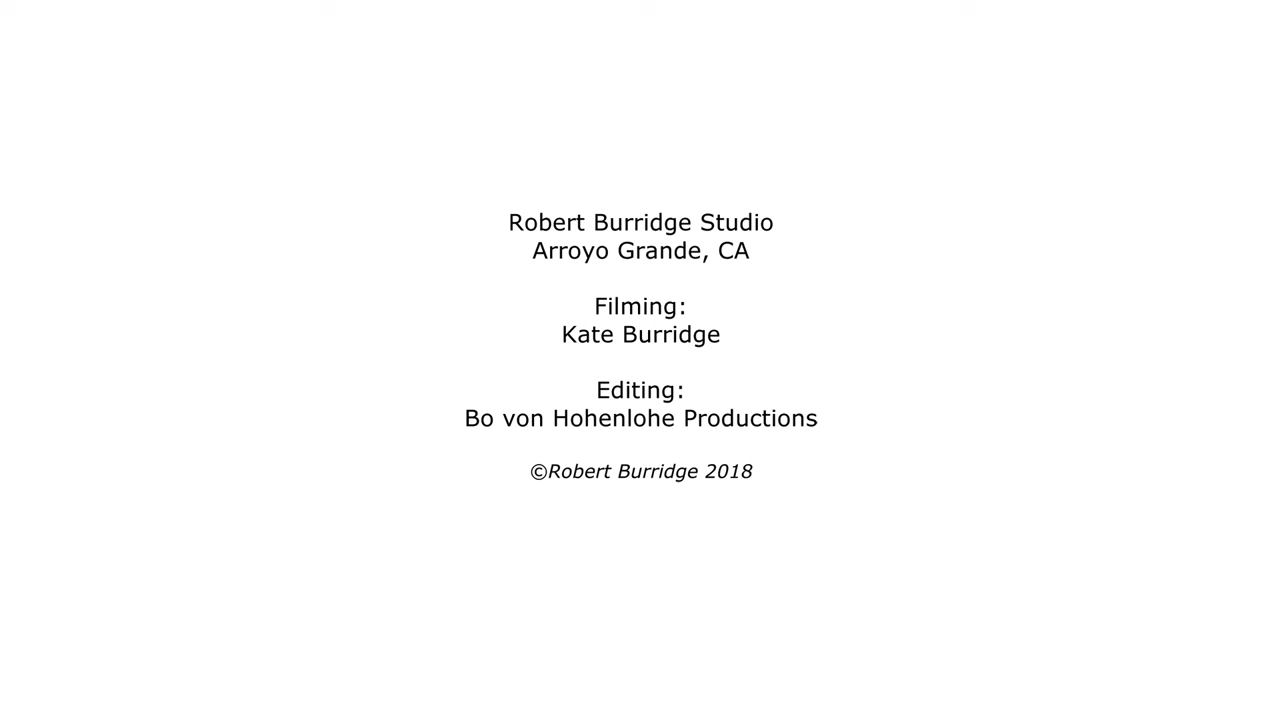 Robert Burridge Studio
Arroyo Grande, CA
Filming:
Kate Burridge
Editing:
Bo von Hohenlohe Productions
©Robert Burridge 2018